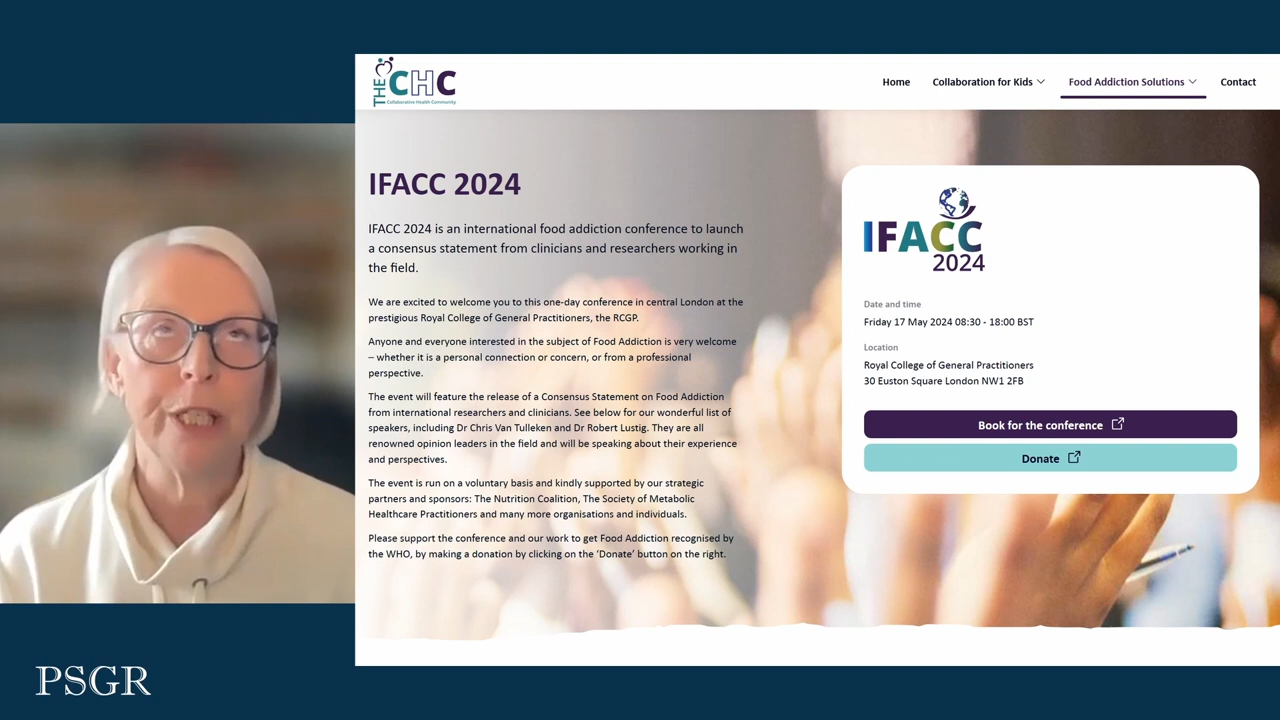 THE CHC
Collaborative Health Community
Home
Collaboration for Kids
Food Addiction Solutions
Contact
IFACC 2024
IFACC 2024 is an international food addiction conference to launch
a consensus statement from clinicians and researchers working in
the field.
We are excited to welcome you to this one-day conference in central London at the
prestigious Royal College of General Practitioners, the RCGP.
Anyone and everyone interested in the subject of Food Addiction is very welcome
– whether it is a personal connection or concern, or from a professional
perspective.
The event will feature the release of a Consensus Statement on Food Addiction
from international researchers and clinicians. See below for our wonderful list of
speakers, including Dr Chris Van Tulleken and Dr Robert Lustig. They are all
renowned opinion leaders in the field and will be speaking about their experience
and perspectives.
The event is run on a voluntary basis and kindly supported by our strategic
partners and sponsors: The Nutrition Coalition, The Society of Metabolic
Healthcare Practitioners and many more organisations and individuals.
Please support the conference and our work to get Food Addiction recognised by
the WHO, by making a donation by clicking on the ‘Donate’ button on the right.
IFACC
2024
Date and time
Friday 17 May 2024 08:30 - 18:00 BST
Location
Royal College of General Practitioners
30 Euston Square London NW1 2FB
Book for the conference
Donate
PSGR